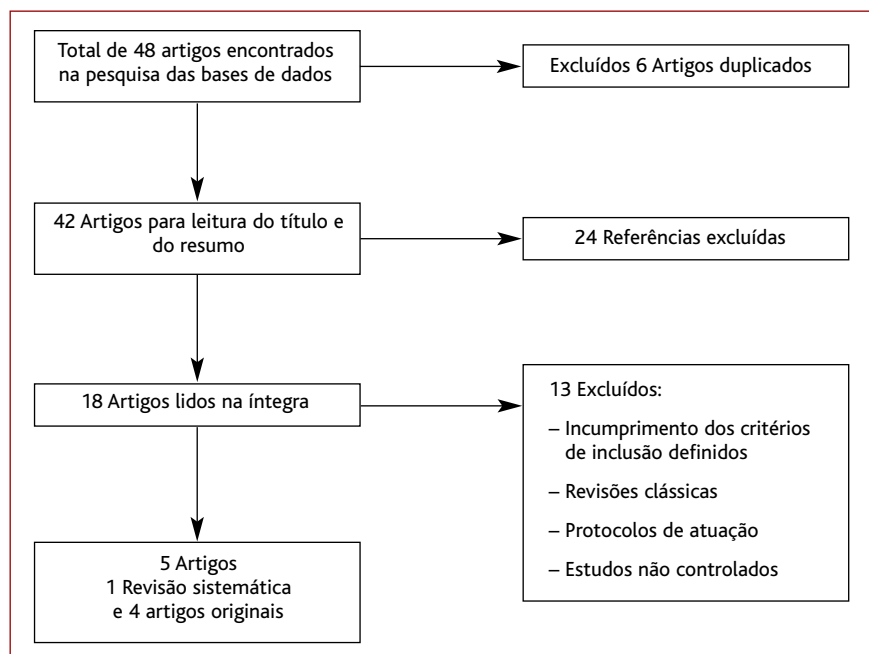 Total de 48 artigos encontrados
na pesquisa das bases de dados
Excluídos 6 Artigos duplicados
42 Artigos para leitura do título e
do resumo
24 Referências excluídas
18 Artigos lidos na íntegra
13 Excluídos:
– Incumprimento dos critérios
de inclusão definidos
– Revisões clássicas
– Protocolos de atuação
– Estudos não controlados
5 Artigos
1 Revisão sistemática
e 4 artigos originais